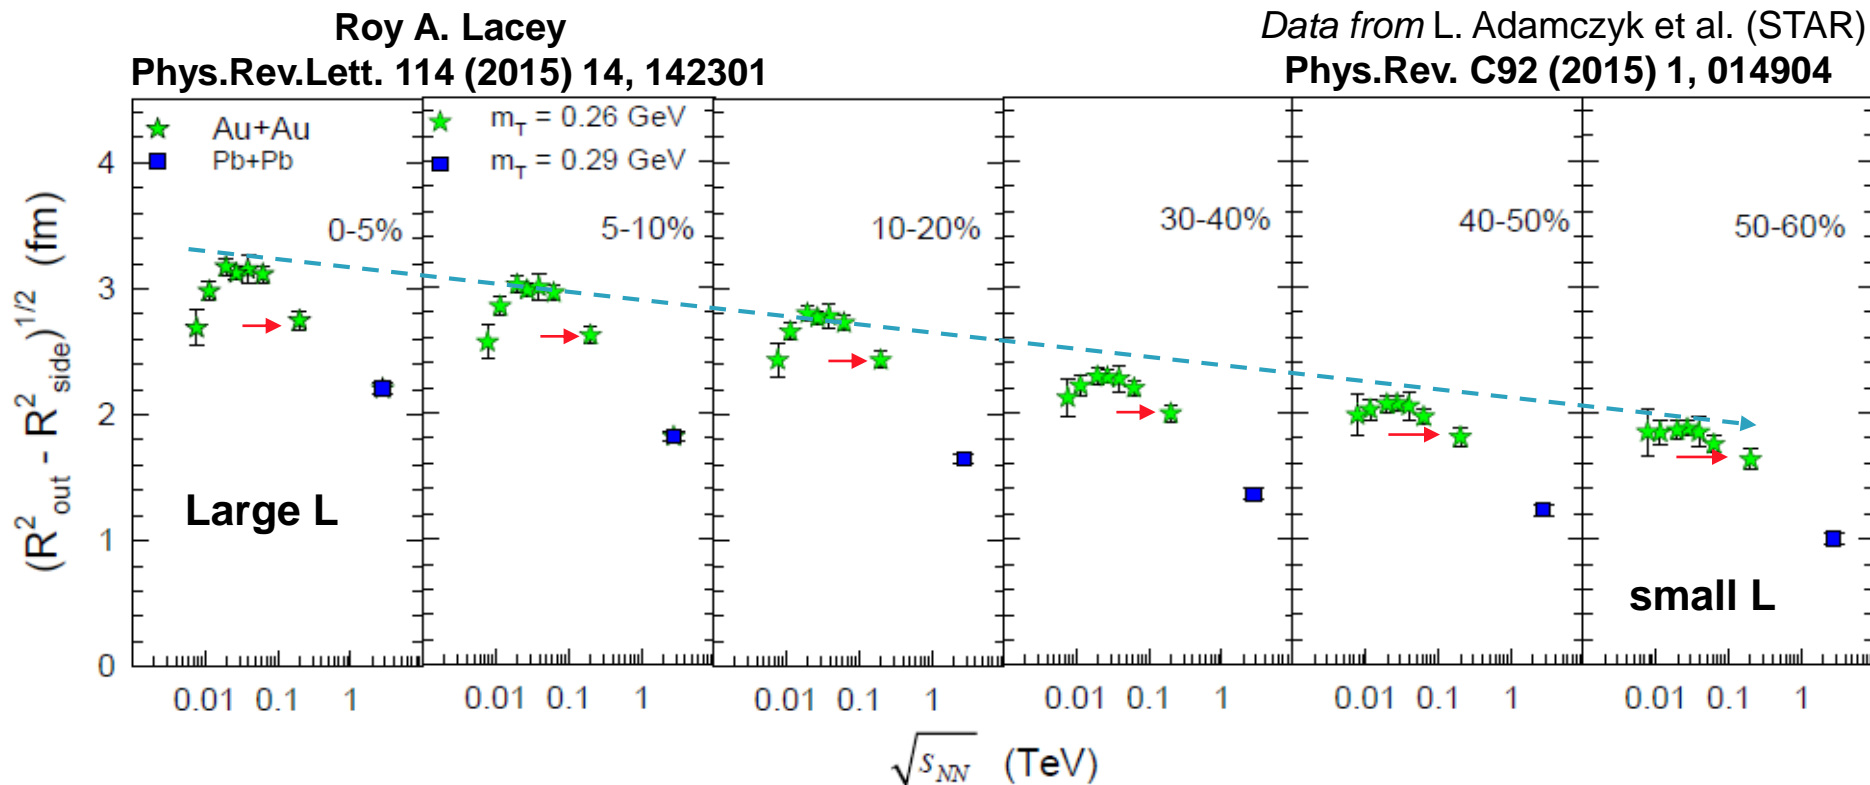 Roy A. Lacey
Phys.Rev.Lett. 114 (2015) 14, 142301
Data from L. Adamczyk et al. (STAR)
Phys.Rev. C92 (2015) 1, 014904
Au+Au
Pb+Pb
m_T = 0.26 GeV
m_T = 0.29 GeV
0-5%
5-10%
10-20%
30-40%
40-50%
50-60%
(R²_out - R²_side)^1/2 (fm)
4
3
2
1
0
Large L
small L
0.01 0.1 1
0.01 0.1 1
0.01 0.1 1
0.01 0.1 1
0.01 0.1 1
0.01 0.1 1
√s_NN (TeV)